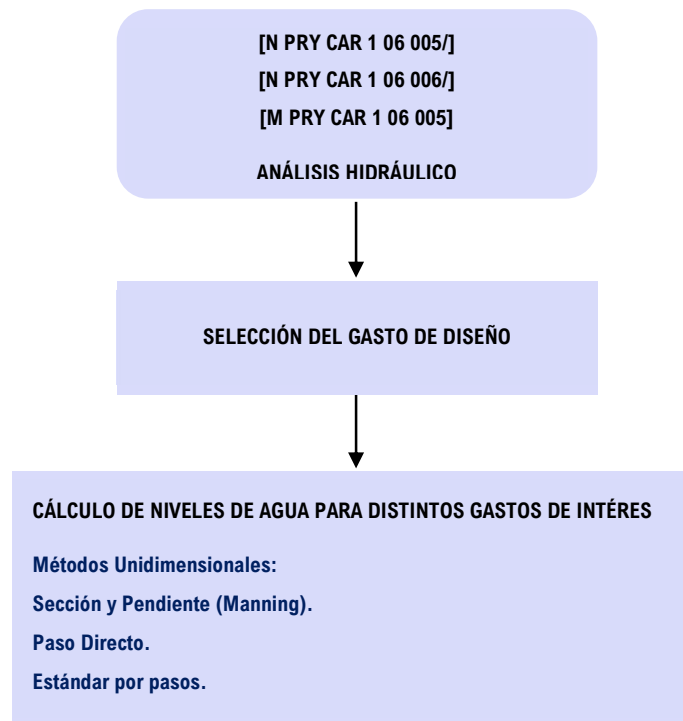 [N PRY CAR 1 06 005/]
[N PRY CAR 1 06 006/]
[M PRY CAR 1 06 005]
ANÁLISIS HIDRÁULICO
SELECCIÓN DEL GASTO DE DISEÑO
CÁLCULO DE NIVELES DE AGUA PARA DISTINTOS GASTOS DE INTÉRES
Métodos Unidimensionales:
Sección y Pendiente (Manning).
Paso Directo.
Estándar por pasos.